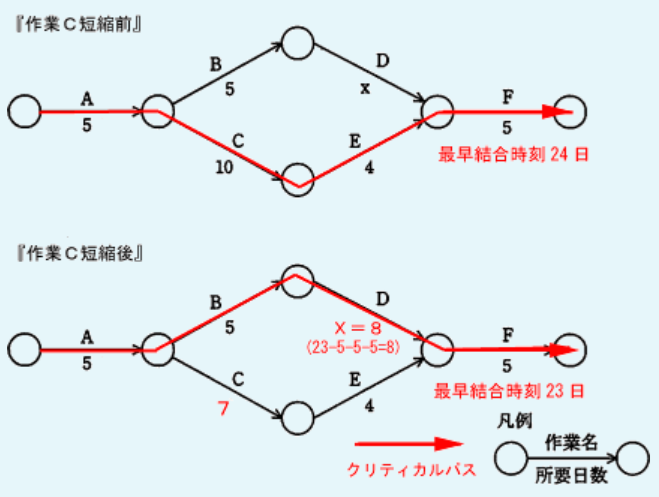 『作業C短縮前』
A
5
B
5
D
x
C
10
E
4
F
5
最早結合時刻 24 日
『作業C短縮後』
A
5
B
5
D
X=8
(23-5-5-5=8)
C
7
E
4
F
5
最早結合時刻 23 日
凡例
作業名
所要日数
クリティカルパス